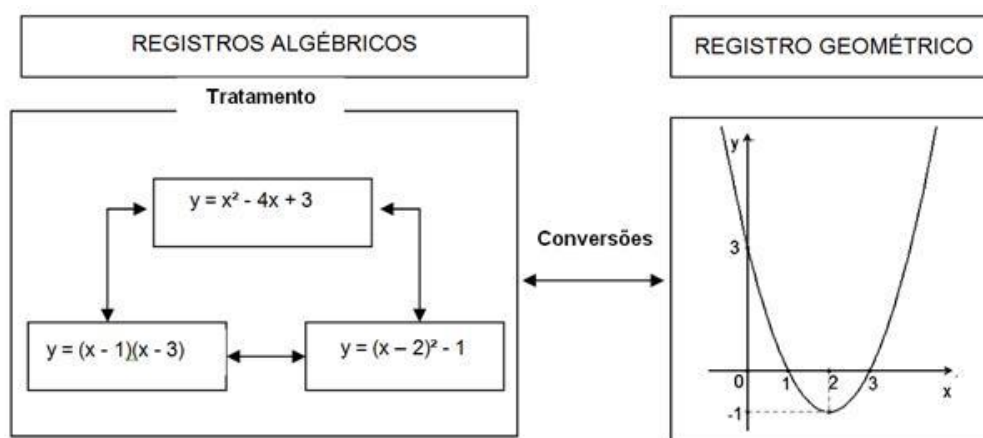 REGISTROS ALGÉBRICOS
REGISTRO GEOMÉTRICO
Tratamento
y = x² - 4x + 3
y = (x - 1)(x - 3)
y = (x – 2)² - 1
Conversões
y
3
0
1
2
3
x
-1